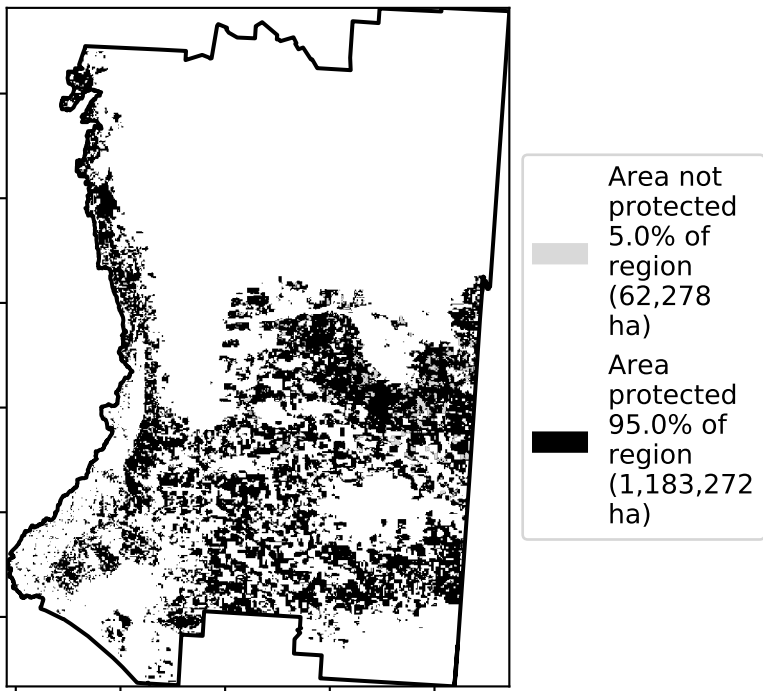 Area not
protected
5.0% of
region
(62,278
ha)
Area
protected
95.0% of
region
(1,183,272
ha)